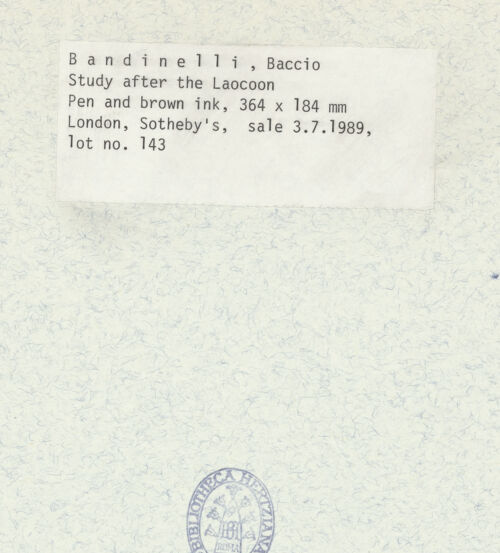 B a n d i n e l l i , Baccio
Study after the Laocoon
Pen and brown ink, 364 x 184 mm
London, Sotheby's, sale 3.7.1989,
lot no. 143
BIBLIOTHECA HERTZIANA
ROMA